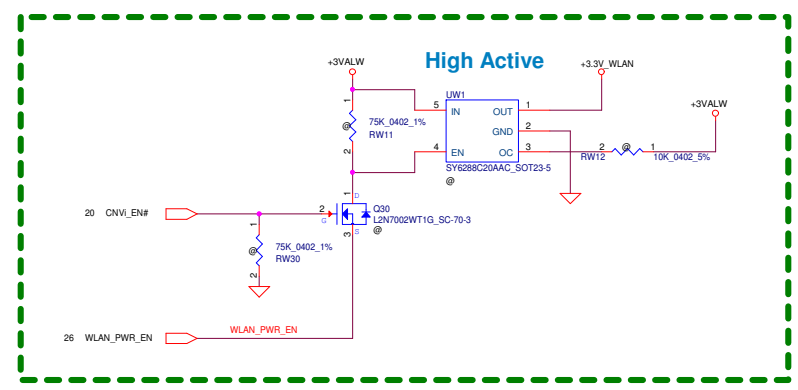 High Active
+3VALW
+3.3V_WLAN
+3VALW
UW1
1
5
IN
OUT
1
75K_0402_1%
@
RW11
GND
2
2
4
EN
OC
3
RW12
2
@
1
10K_0402_5%
SY6288C20AAC_SOT23-5
@
1
D
20
CNVi_EN#
2
G
Q30
L2N7002WT1G_SC-70-3
@
3
S
1
75K_0402_1%
@
RW30
2
26
WLAN_PWR_EN
WLAN_PWR_EN